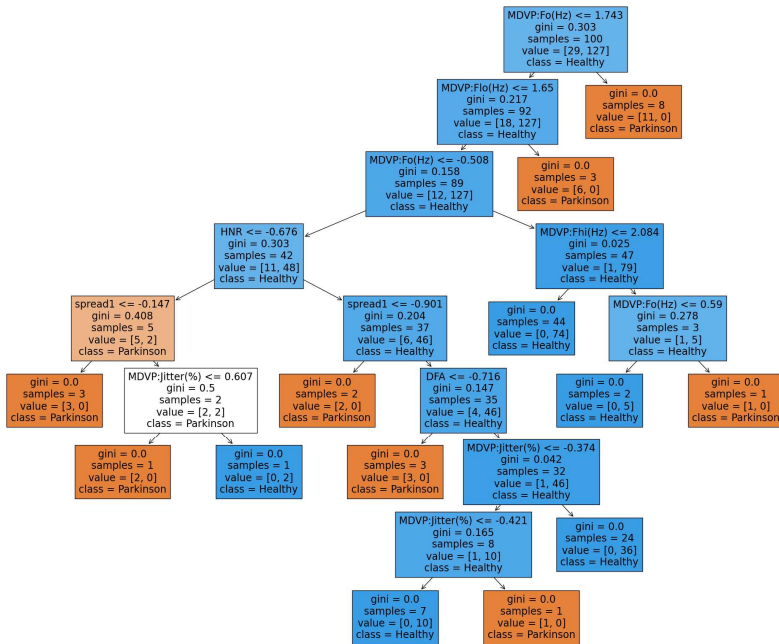 MDVP:Fo(Hz) <= 1.743
gini = 0.303
samples = 100
value = [29, 127]
class = Healthy
MDVP:Flo(Hz) <= 1.65
gini = 0.217
samples = 92
value = [18, 127]
class = Healthy
gini = 0.0
samples = 8
value = [11, 0]
class = Parkinson
MDVP:Fo(Hz) <= -0.508
gini = 0.158
samples = 89
value = [12, 127]
class = Healthy
gini = 0.0
samples = 3
value = [6, 0]
class = Parkinson
HNR <= -0.676
gini = 0.303
samples = 42
value = [11, 48]
class = Healthy
MDVP:Fhi(Hz) <= 2.084
gini = 0.025
samples = 47
value = [1, 79]
class = Healthy
spread1 <= -0.147
gini = 0.408
samples = 5
value = [5, 2]
class = Parkinson
spread1 <= -0.901
gini = 0.204
samples = 37
value = [6, 46]
class = Healthy
gini = 0.0
samples = 44
value = [0, 74]
class = Healthy
MDVP:Fo(Hz) <= 0.59
gini = 0.278
samples = 3
value = [1, 5]
class = Healthy
gini = 0.0
samples = 3
value = [3, 0]
class = Parkinson
MDVP:Jitter(%) <= 0.607
gini = 0.5
samples = 2
value = [2, 2]
class = Parkinson
gini = 0.0
samples = 2
value = [2, 0]
class = Parkinson
DFA <= -0.716
gini = 0.147
samples = 35
value = [4, 46]
class = Healthy
gini = 0.0
samples = 2
value = [0, 5]
class = Healthy
gini = 0.0
samples = 1
value = [1, 0]
class = Parkinson
gini = 0.0
samples = 1
value = [2, 0]
class = Parkinson
gini = 0.0
samples = 1
value = [0, 2]
class = Healthy
gini = 0.0
samples = 3
value = [3, 0]
class = Parkinson
MDVP:Jitter(%) <= -0.374
gini = 0.042
samples = 32
value = [1, 46]
class = Healthy
MDVP:Jitter(%) <= -0.421
gini = 0.165
samples = 8
value = [1, 10]
class = Healthy
gini = 0.0
samples = 24
value = [0, 36]
class = Healthy
gini = 0.0
samples = 7
value = [0, 10]
class = Healthy
gini = 0.0
samples = 1
value = [1, 0]
class = Parkinson